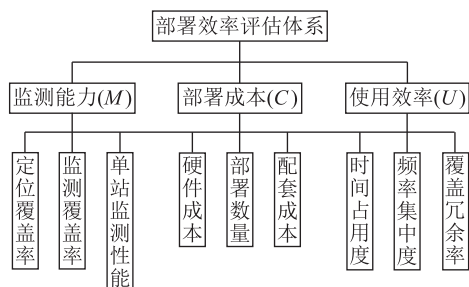 部署效率评估体系
监测能力(M)
部署成本(C)
使用效率(U)
定位覆盖率
监测覆盖率
单站监测性能
硬件成本
部署数量
配套成本
时间占用度
频率集中度
覆盖冗余率